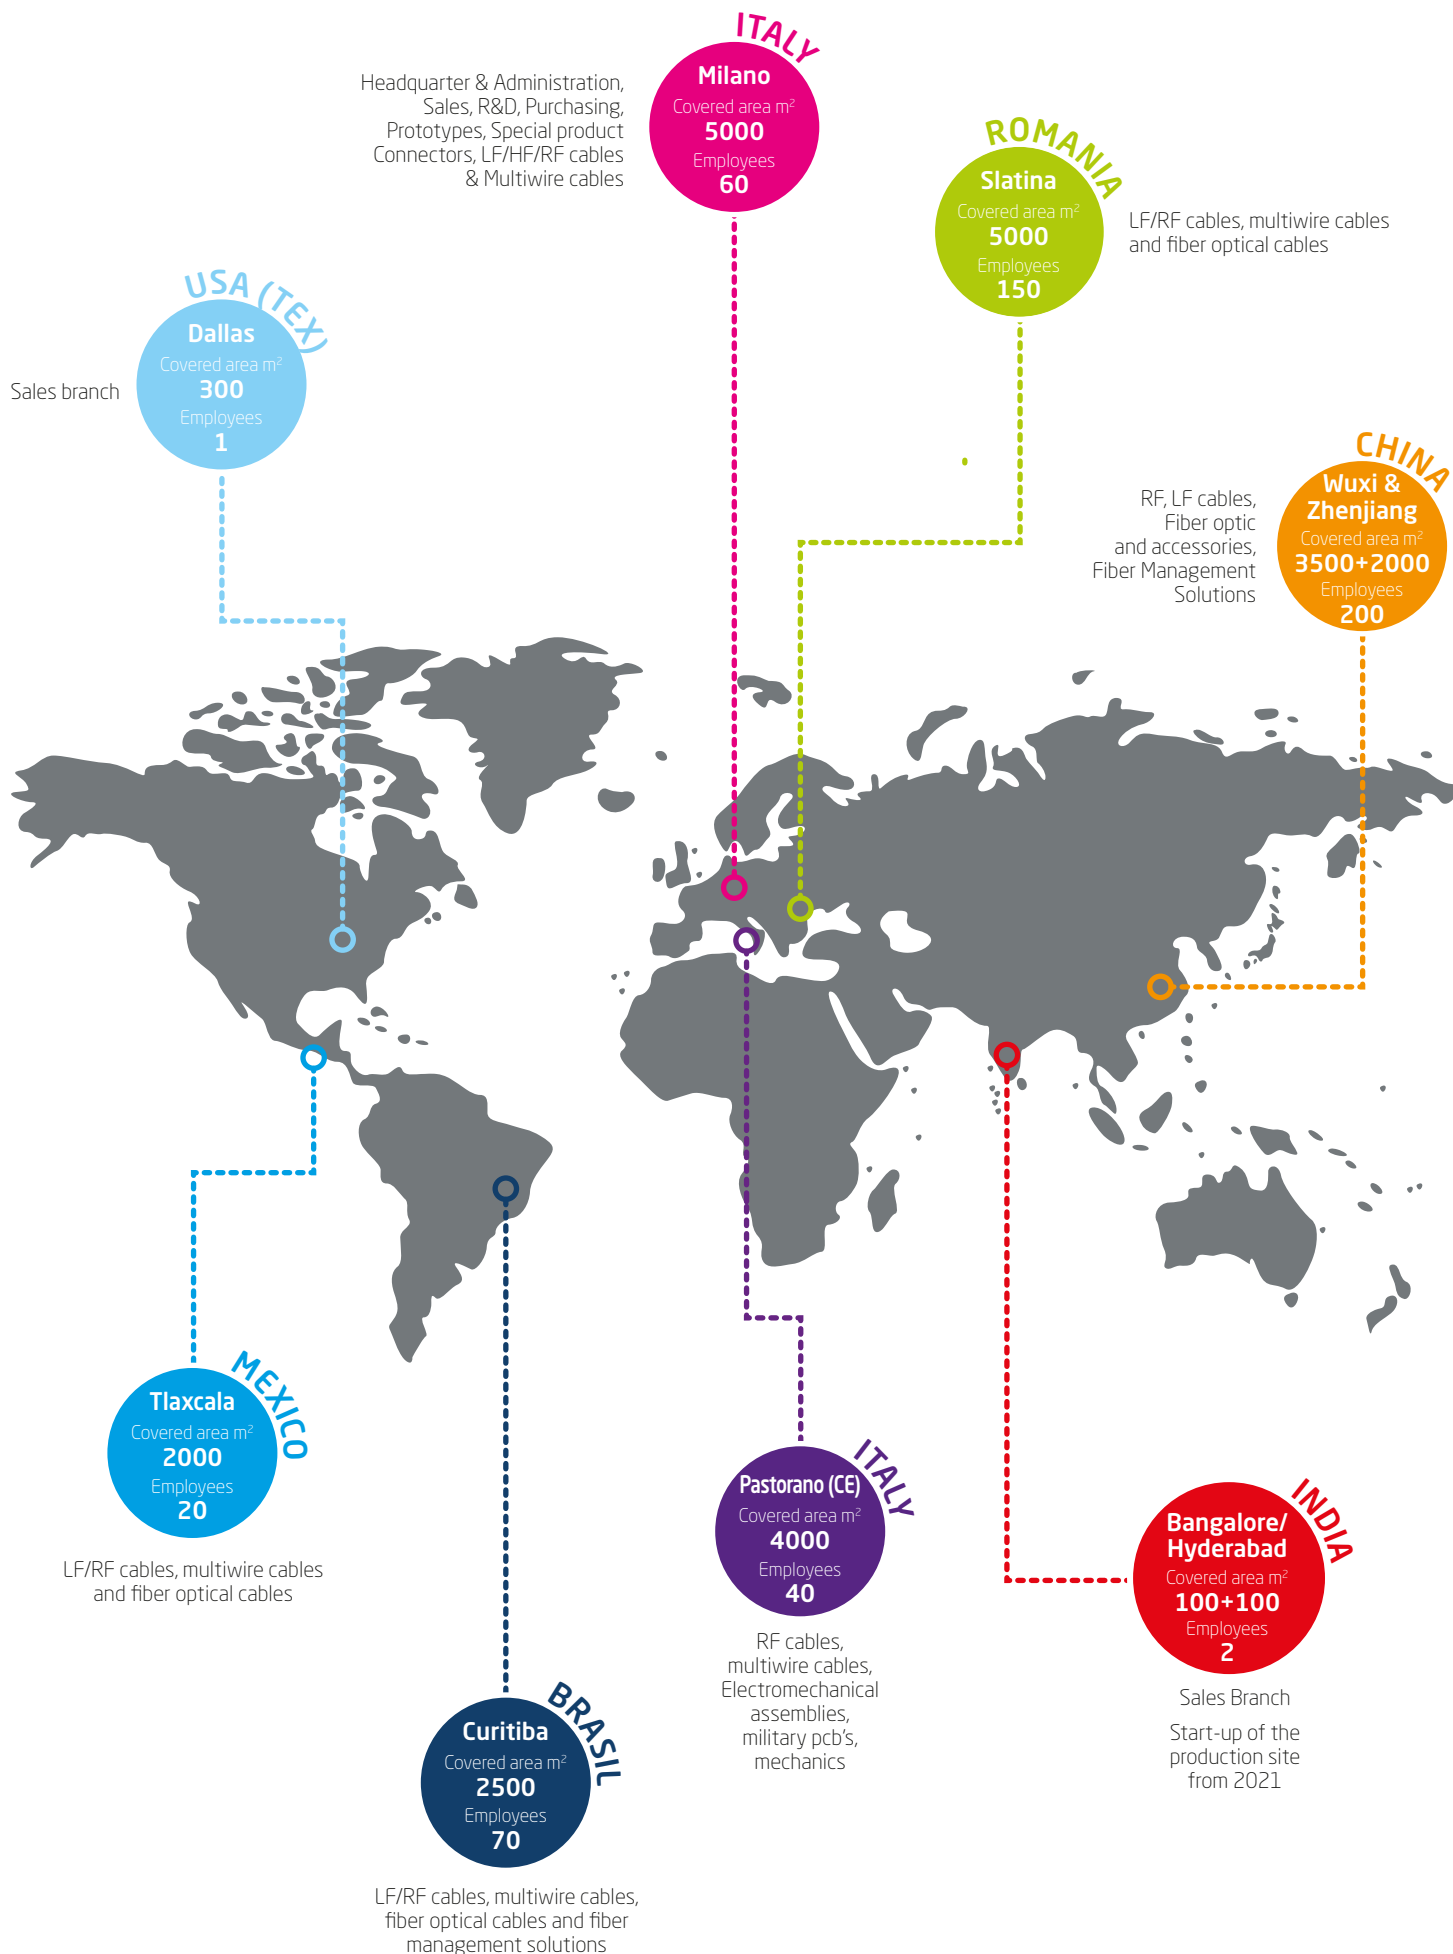 ITALY
Milano
Covered area m²
5000
Employees
60
Headquarter & Administration,
Sales, R&D, Purchasing,
Prototypes, Special product
Connectors, LF/HF/RF cables
& Multiwire cables
ROMANIA
Slatina
Covered area m²
5000
Employees
150
LF/RF cables, multiwire cables
and fiber optical cables
USA (TEX)
Dallas
Covered area m²
300
Employees
1
Sales branch
CHINA
Wuxi &
Zhenjiang
Covered area m²
3500+2000
Employees
200
RF, LF cables,
Fiber optic
and accessories,
Fiber Management
Solutions
MEXICO
Tlaxcala
Covered area m²
2000
Employees
20
LF/RF cables, multiwire cables
and fiber optical cables
ITALY
Pastorano (CE)
Covered area m²
4000
Employees
40
RF cables,
multiwire cables,
Electromechanical
assemblies,
military pcb's,
mechanics
INDIA
Bangalore/
Hyderabad
Covered area m²
100+100
Employees
2
Sales Branch
Start-up of the
production site
from 2021
BRASIL
Curitiba
Covered area m²
2500
Employees
70
LF/RF cables, multiwire cables,
fiber optical cables and fiber
management solutions